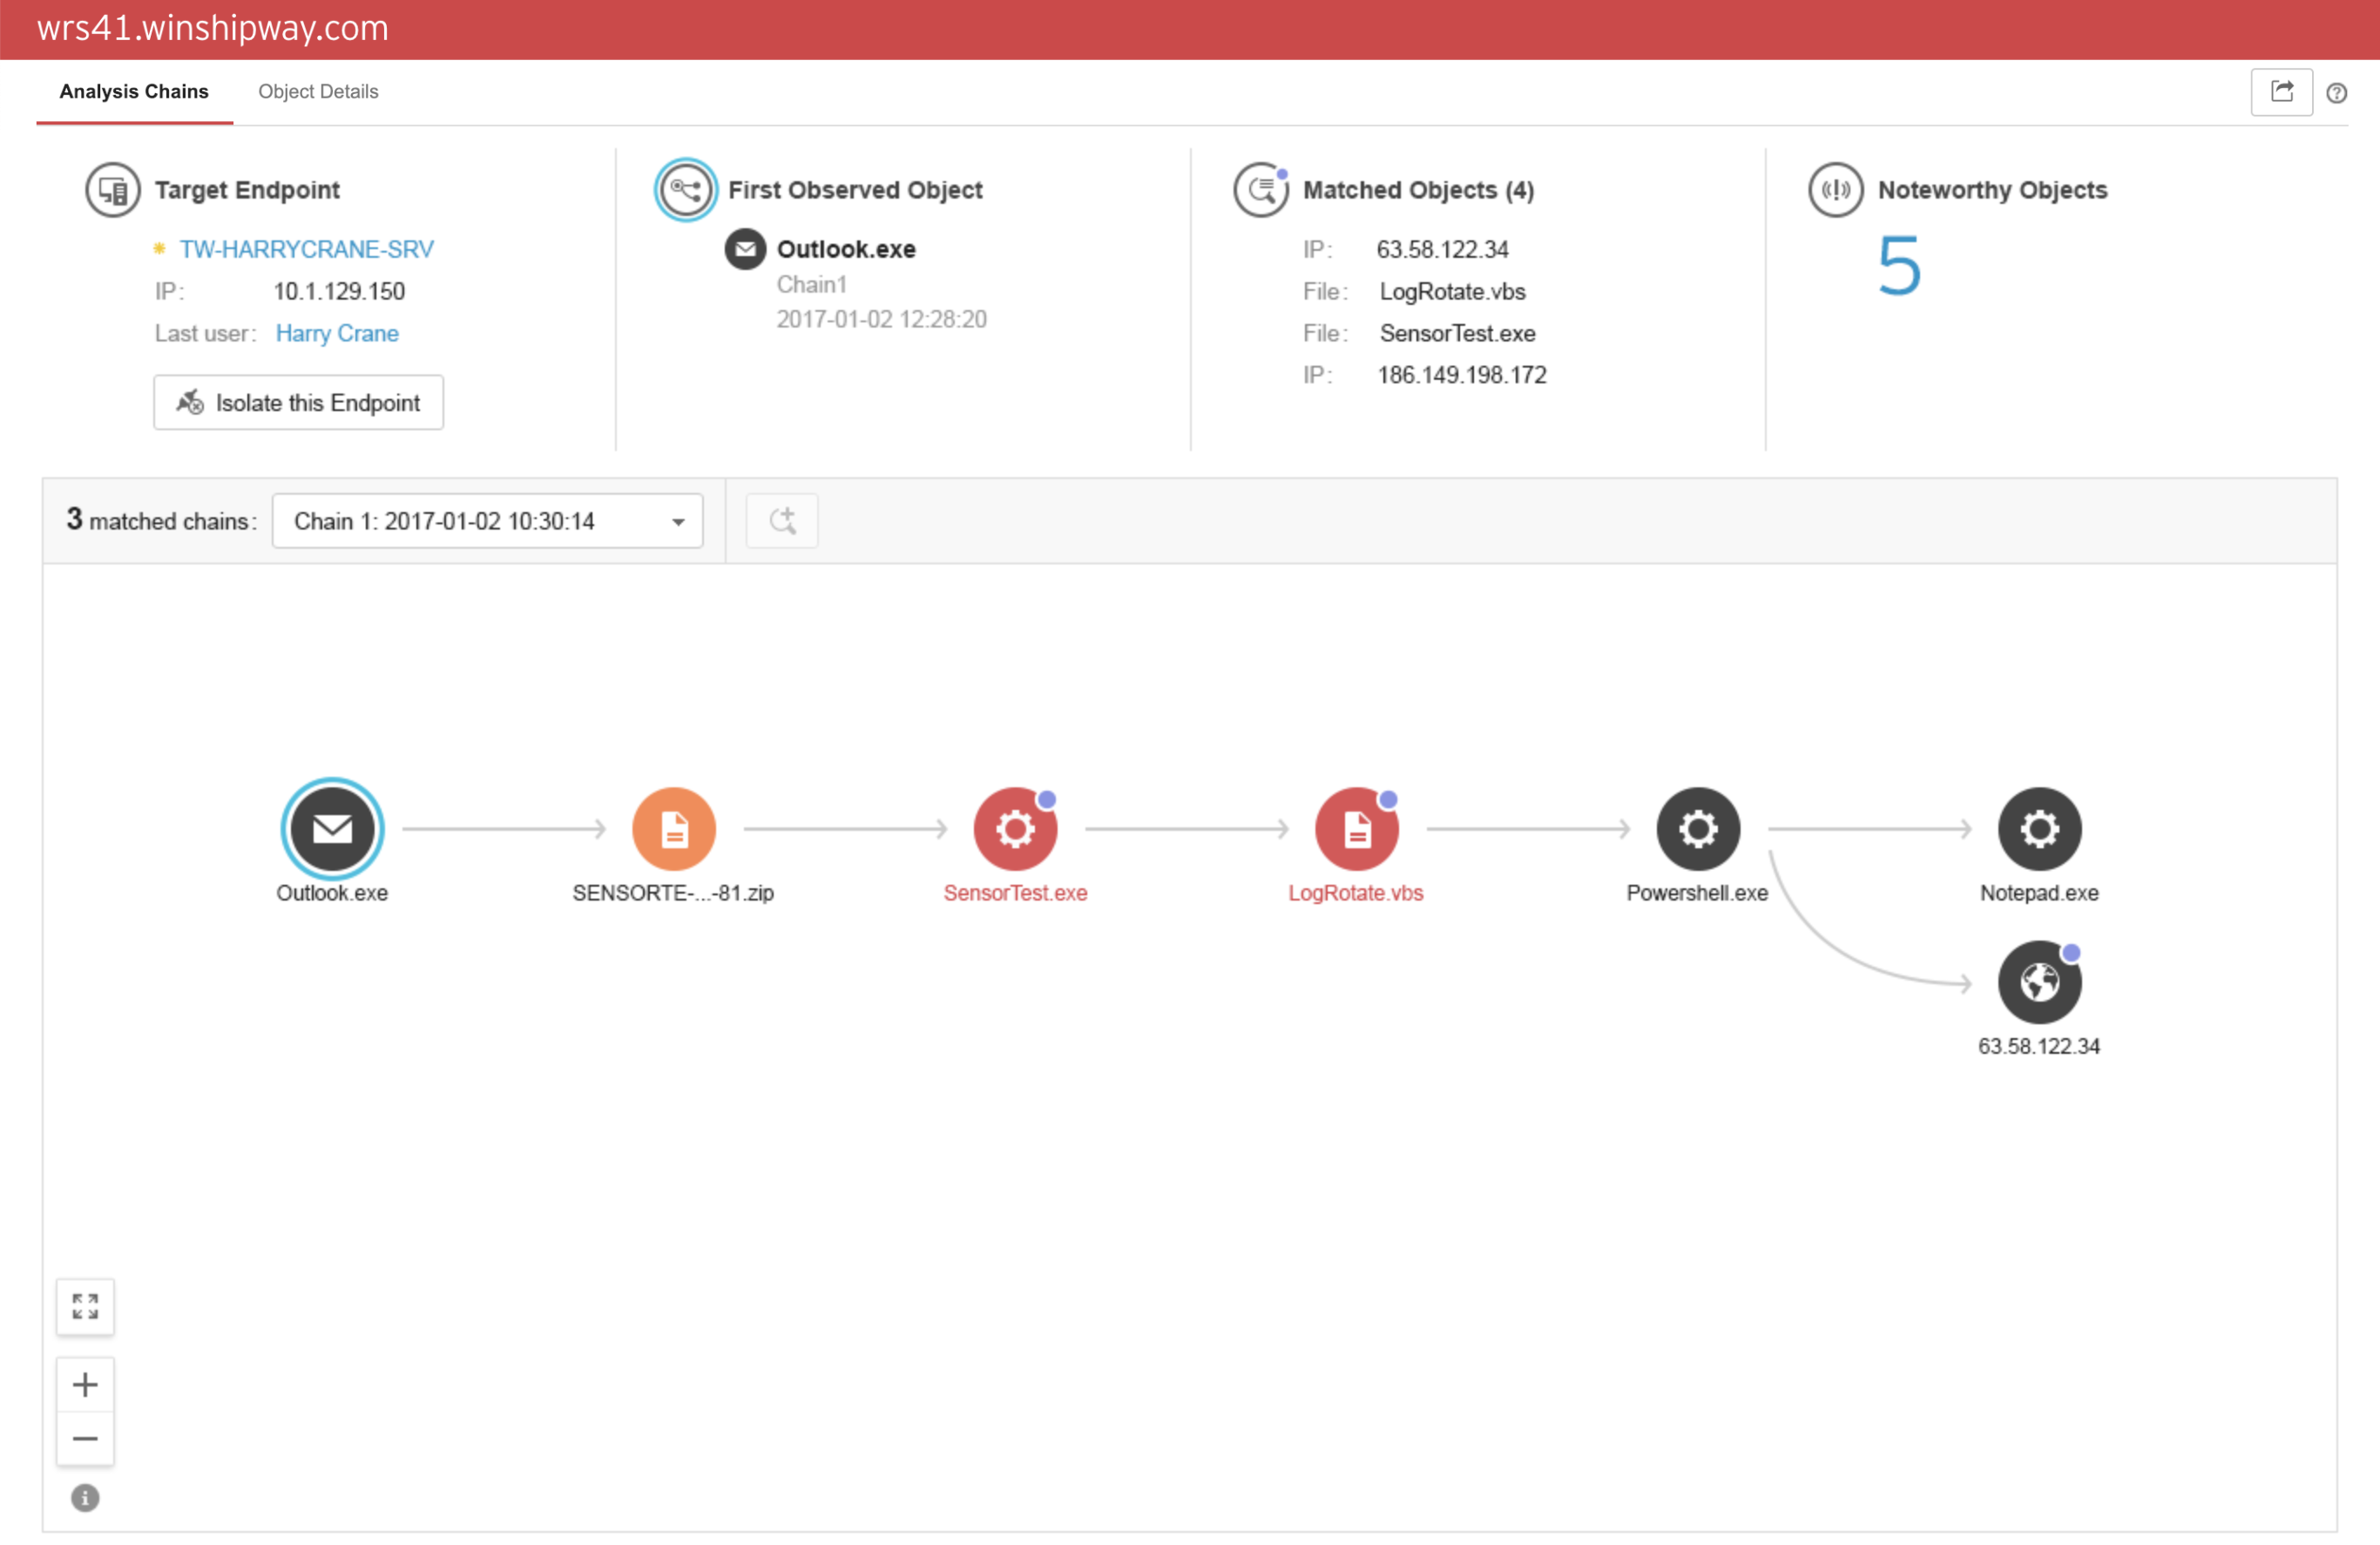 wrs41.winshipway.com
Analysis Chains
Object Details
Target Endpoint
TW-HARRYCRANE-SRV
IP: 10.1.129.150
Last user: Harry Crane
Isolate this Endpoint
First Observed Object
Outlook.exe
Chain1
2017-01-02 12:28:20
Matched Objects (4)
IP: 63.58.122.34
File: LogRotate.vbs
File: SensorTest.exe
IP: 186.149.198.172
Noteworthy Objects
5
3 matched chains: Chain 1: 2017-01-02 10:30:14
Outlook.exe
SENSORTE-...-81.zip
SensorTest.exe
LogRotate.vbs
Powershell.exe
Notepad.exe
63.58.122.34